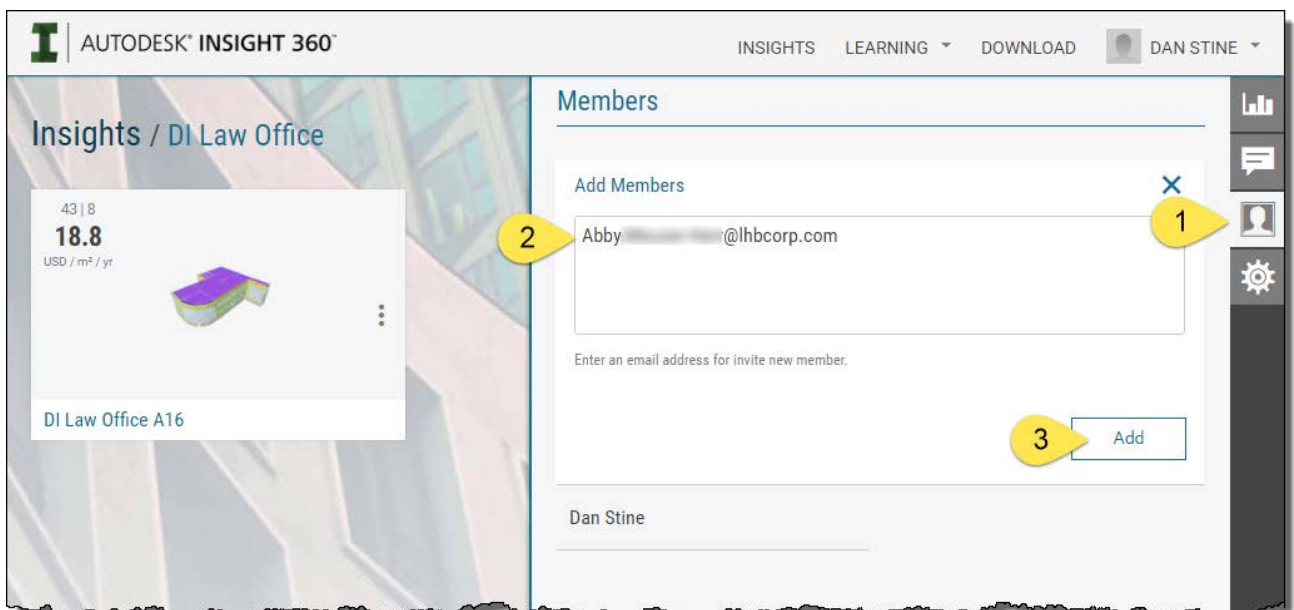 AUTODESK® INSIGHT 360™
INSIGHTS LEARNING DOWNLOAD DAN STINE
Insights / DI Law Office
43 | 8
18.8
USD / m² / yr
DI Law Office A16
Members
Add Members
1
2
Abby @lhbcorp.com
Enter an email address for invite new member.
3
Add
Dan Stine